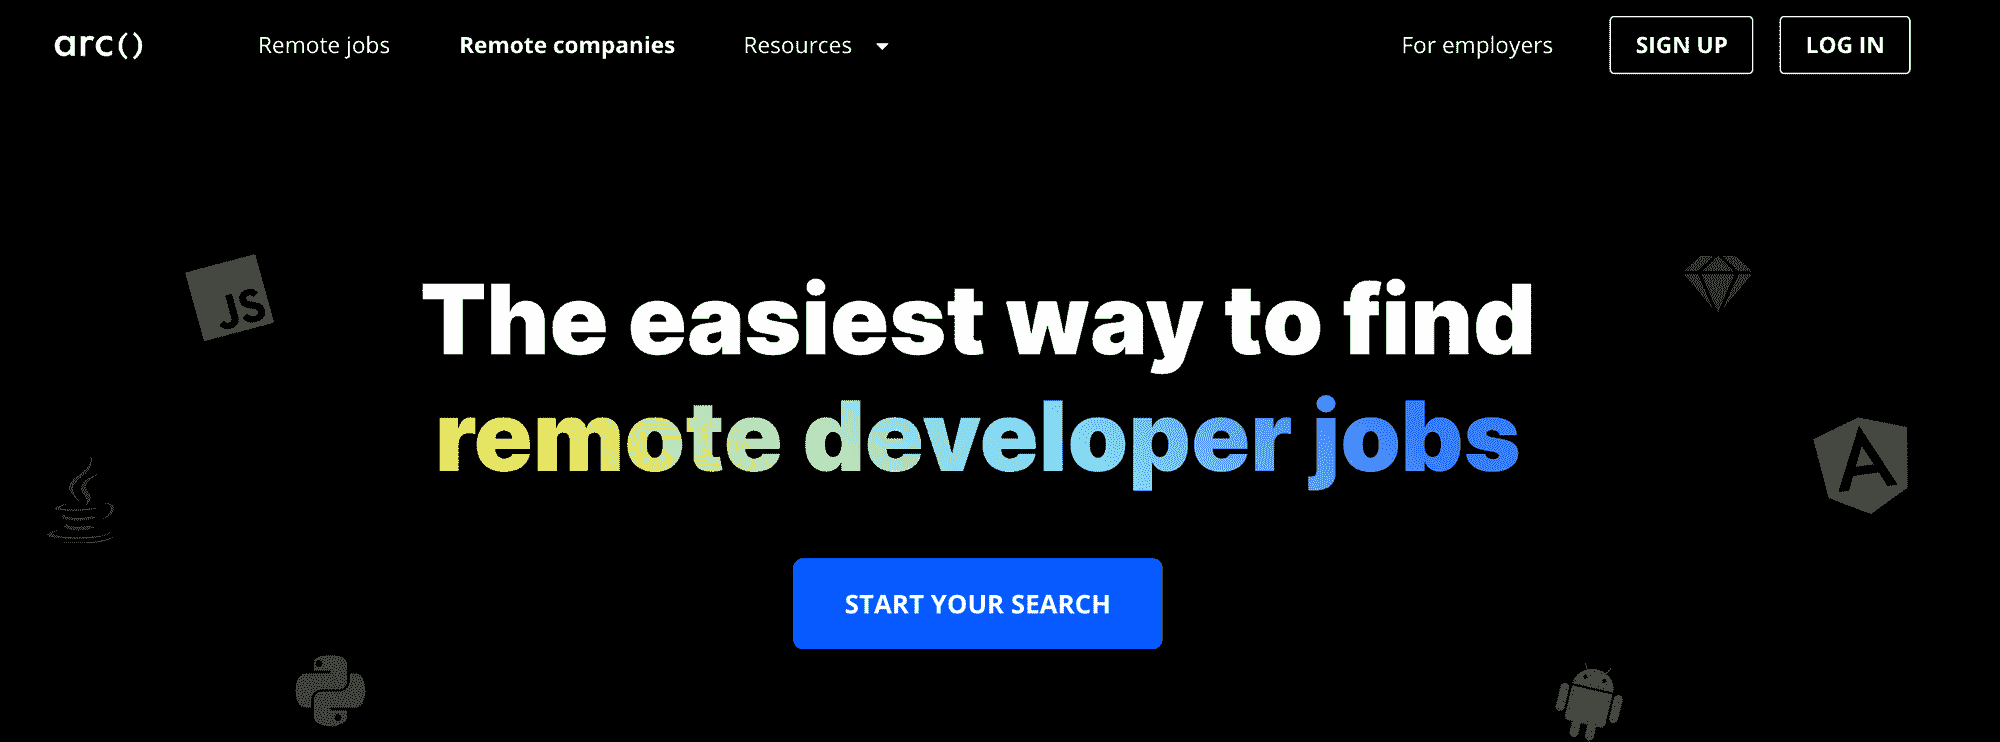 arc() Remote jobs Remote companies Resources For employers SIGN UP LOG IN
JS
The easiest way to find
remote developer jobs
A
START YOUR SEARCH